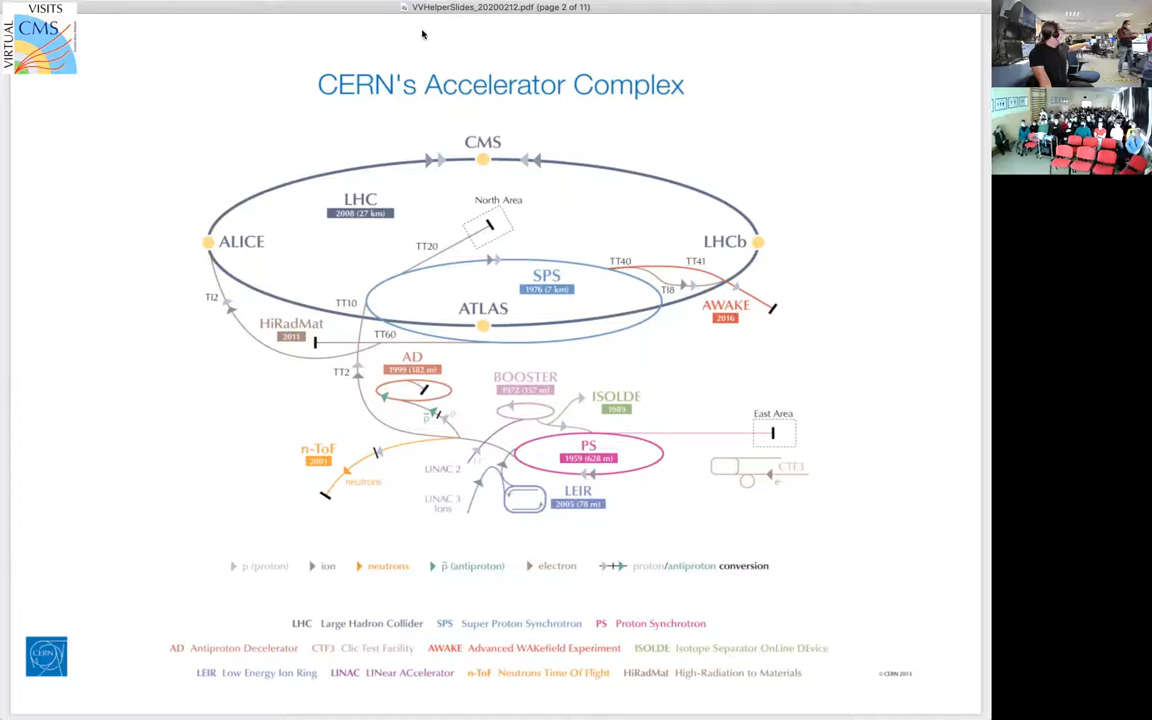 VVHelperSlides_20200212.pdf (page 2 of 11)
VIRTUAL
VISITS
CMS
CERN's Accelerator Complex
CMS
LHC
2008 (27 km)
North Area
ALICE
LHCb
TT20
TT40
TT41
SPS
1976 (7 km)
TI8
TI2
TT10
ATLAS
AWAKE
2016
HiRadMat
2011
TT60
AD
1999 (182 m)
TT2
BOOSTER
1972 (157 m)
ISOLDE
1989
p̄
p
East Area
n-ToF
2001
PS
1959 (628 m)
LINAC 2
neutrons
CTF3
e-
LEIR
2005 (78 m)
LINAC 3
Ions
p (proton)
ion
neutrons
p̄ (antiproton)
electron
proton/antiproton conversion
LHC Large Hadron Collider SPS Super Proton Synchrotron PS Proton Synchrotron
AD Antiproton Decelerator CTF3 Clic Test Facility AWAKE Advanced WAKefield Experiment ISOLDE Isotope Separator OnLine DEvice
LEIR Low Energy Ion Ring LINAC LINear ACcelerator n-ToF Neutrons Time Of Flight HiRadMat High-Radiation to Materials
CERN
© CERN 2013